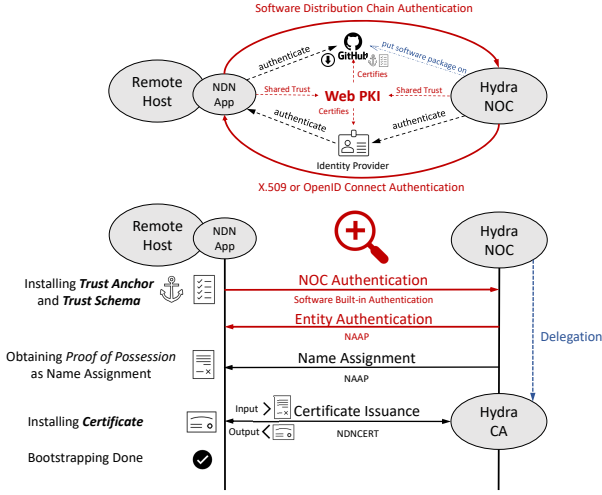 Software Distribution Chain Authentication
GitHub
put software package on
authenticate
Certifies
Remote
Host
NDN
App
Shared Trust
Web PKI
Shared Trust
Hydra
NOC
Certifies
authenticate
authenticate
Identity Provider
X.509 or OpenID Connect Authentication
Remote
Host
NDN
App
Hydra
NOC
Installing Trust Anchor
and Trust Schema
NOC Authentication
Software Built-in Authentication
Entity Authentication
NAAP
Delegation
Obtaining Proof of Possession
as Name Assignment
Name Assignment
NAAP
Installing Certificate
Input
Certificate Issuance
Output
NDNCERT
Hydra
CA
Bootstrapping Done